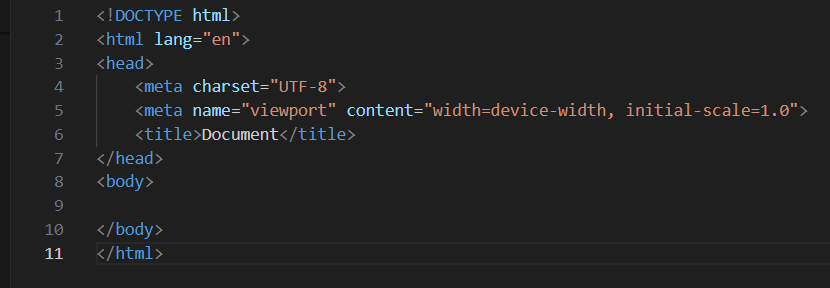 1 <!DOCTYPE html>
2 <html lang="en">
3 <head>
4     <meta charset="UTF-8">
5     <meta name="viewport" content="width=device-width, initial-scale=1.0">
6     <title>Document</title>
7 </head>
8 <body>
9
10 </body>
11 </html>